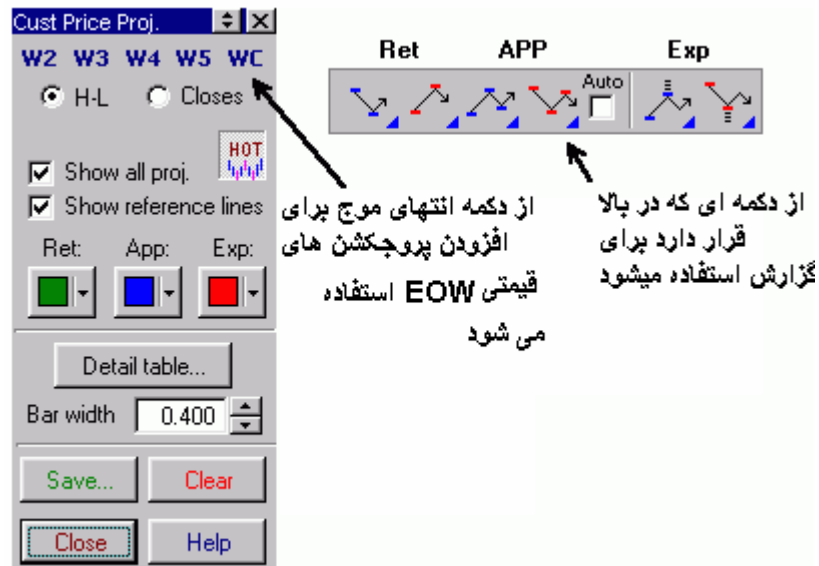 Cust Price Proj.
W2 W3 W4 W5 WC
H-L Closes
HOT
Show all proj.
Show reference lines
Ret: App: Exp:
Detail table...
Bar width 0.400
Save... Clear
Close Help
Ret APP Exp
Auto
از دکمه انتهای موج برای
افزودن پروجکشن های
قیمتی EOW استفاده
می شود
از دکمه ای که در بالا
قرار دارد برای
گزارش استفاده میشود